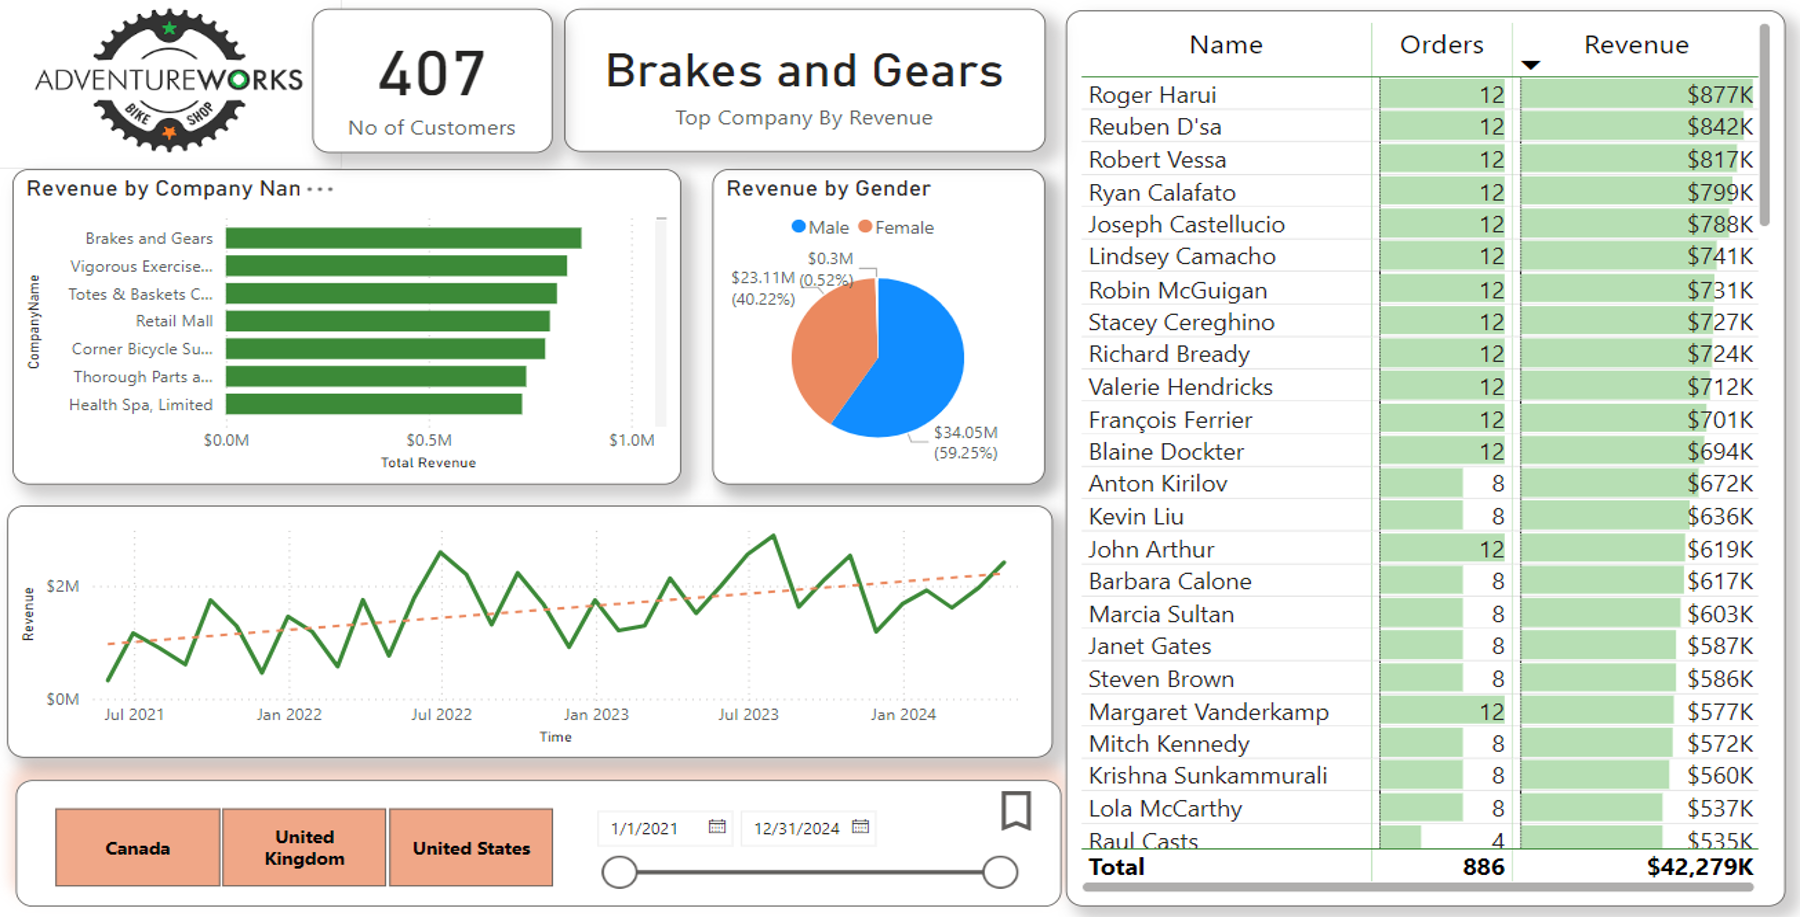 ADVENTUREWORKS
BIKE SHOP
407
No of Customers
Brakes and Gears
Top Company By Revenue
Revenue by Company Nan ···
CompanyName
Brakes and Gears
Vigorous Exercise...
Totes & Baskets C...
Retail Mall
Corner Bicycle Su...
Thorough Parts a...
Health Spa, Limited
$0.0M $0.5M $1.0M
Total Revenue
Revenue by Gender
Male Female
$0.3M
(0.52%)
$23.11M
(40.22%)
$34.05M
(59.25%)
Revenue
$2M
$0M
Jul 2021 Jan 2022 Jul 2022 Jan 2023 Jul 2023 Jan 2024
Time
Canada
United
Kingdom
United States
1/1/2021 12/31/2024
Name Orders Revenue
Roger Harui 12 $877K
Reuben D'sa 12 $842K
Robert Vessa 12 $817K
Ryan Calafato 12 $799K
Joseph Castellucio 12 $788K
Lindsey Camacho 12 $741K
Robin McGuigan 12 $731K
Stacey Cereghino 12 $727K
Richard Bready 12 $724K
Valerie Hendricks 12 $712K
François Ferrier 12 $701K
Blaine Dockter 12 $694K
Anton Kirilov 8 $672K
Kevin Liu 8 $636K
John Arthur 12 $619K
Barbara Calone 8 $617K
Marcia Sultan 8 $603K
Janet Gates 8 $587K
Steven Brown 8 $586K
Margaret Vanderkamp 12 $577K
Mitch Kennedy 8 $572K
Krishna Sunkammurali 8 $560K
Lola McCarthy 8 $537K
Raul Casts 4 $535K
Total 886 $42,279K